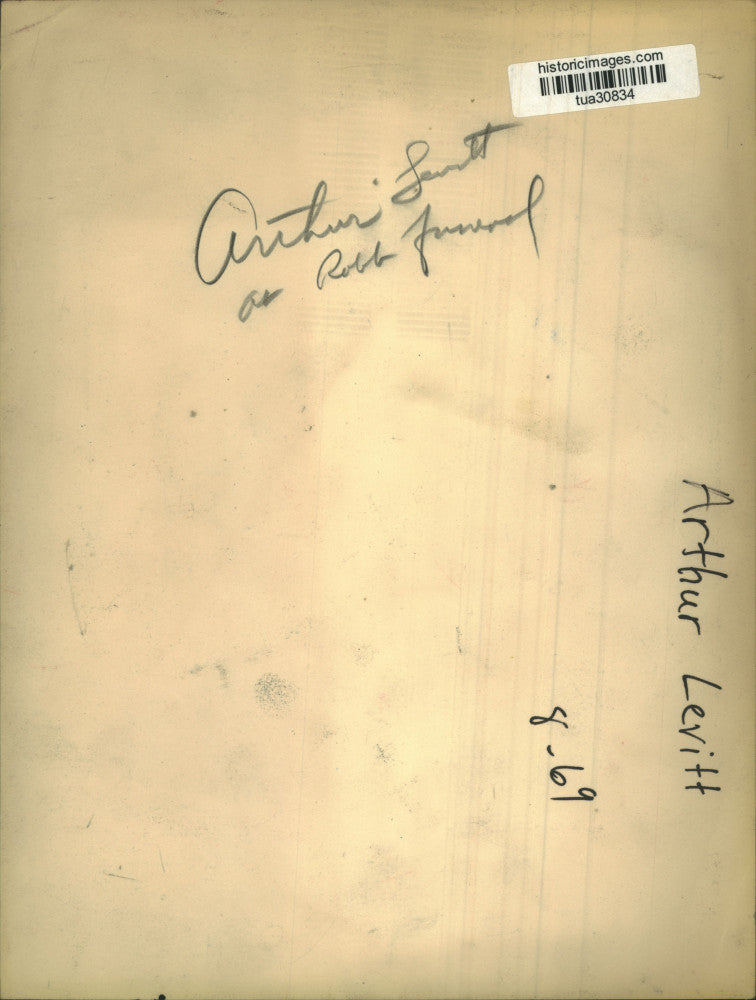 historicimages.com
tua30834
Arthur Levitt
at Robb funeral
Arthur Levitt
8-69